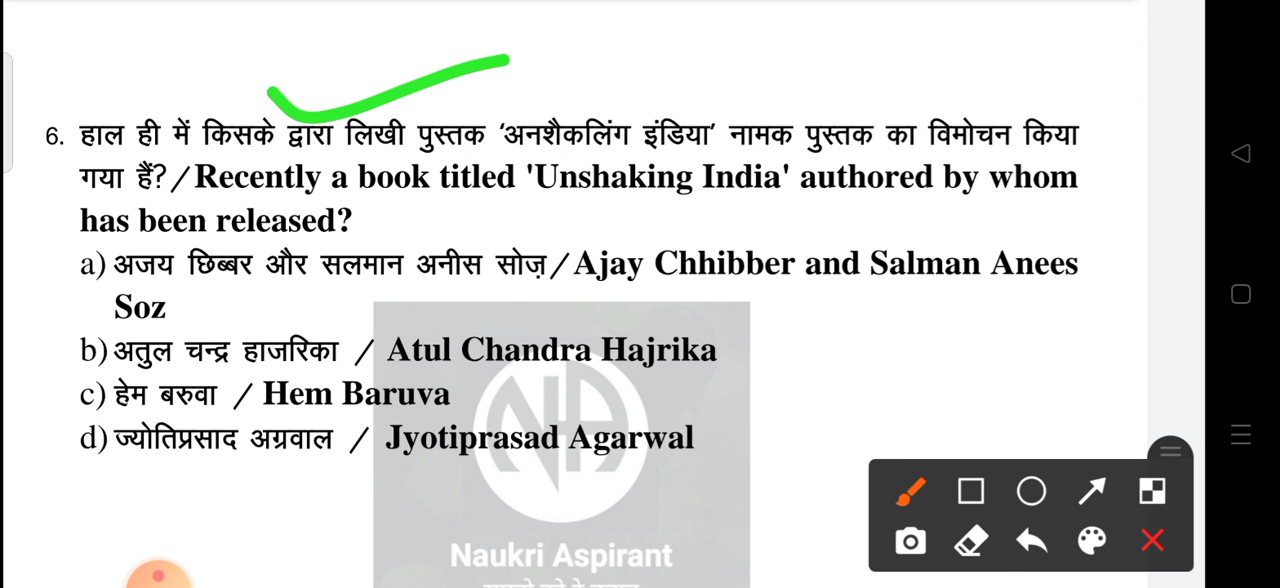 6. हाल ही में किसके द्वारा लिखी पुस्तक ‘अनशैकलिंग इंडिया’ नामक पुस्तक का विमोचन किया
गया हैं?/Recently a book titled 'Unshaking India' authored by whom
has been released?
a) अजय छिब्बर और सलमान अनीस सोज़/Ajay Chhibber and Salman Anees
Soz
b) अतुल चन्द्र हाजरिका / Atul Chandra Hajrika
c) हेम बरुवा / Hem Baruva
d) ज्योतिप्रसाद अग्रवाल / Jyotiprasad Agarwal
NA
Naukri Aspirant